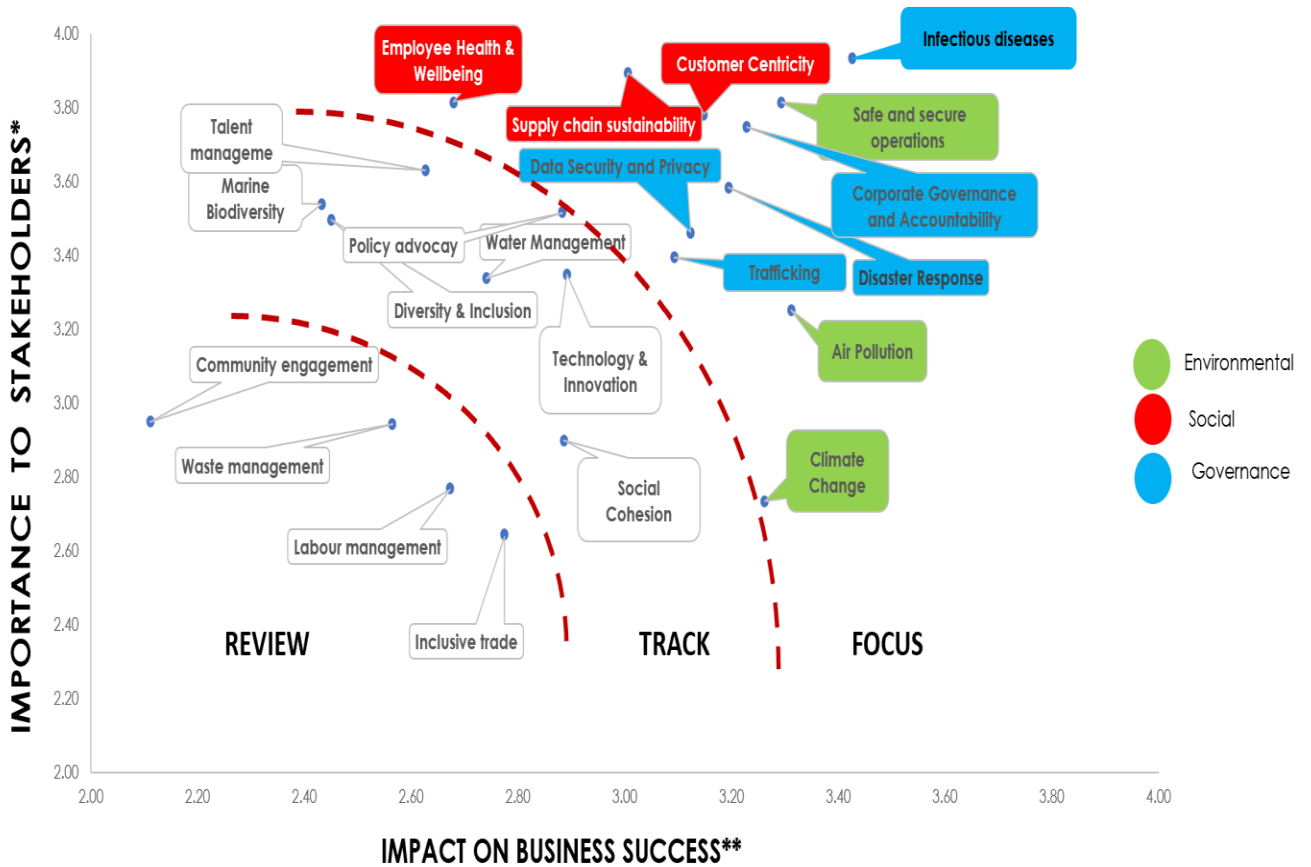 IMPORTANCE TO STAKEHOLDERS*
4.00
3.80
3.60
3.40
3.20
3.00
2.80
2.60
2.40
2.20
2.00
Employee Health &
Wellbeing
Customer Centricity
Infectious diseases
Supply chain sustainability
Safe and secure
operations
Talent
manageme
Data Security and Privacy
Marine
Biodiversity
Corporate Governance
and Accountability
Policy advocay
Water Management
Trafficking
Disaster Response
Diversity & Inclusion
Community engagement
Technology &
Innovation
Air Pollution
Waste management
Social
Cohesion
Climate
Change
Labour management
Inclusive trade
REVIEW
TRACK
FOCUS
Environmental
Social
Governance
2.00
2.20
2.40
2.60
2.80
3.00
3.20
3.40
3.60
3.80
4.00
IMPACT ON BUSINESS SUCCESS**